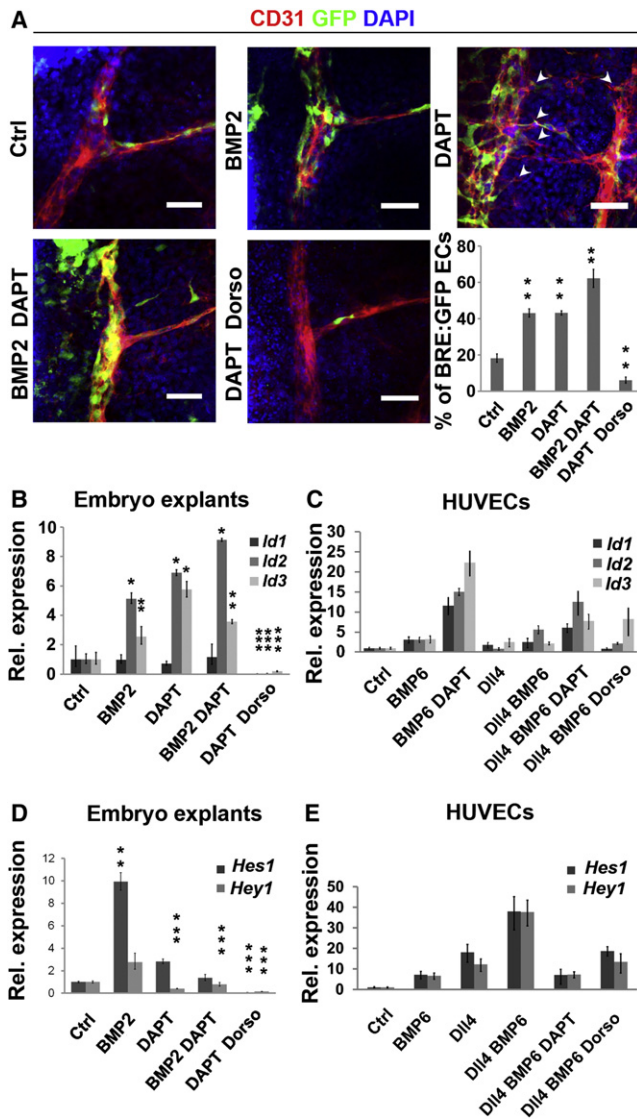 A
CD31 GFP DAPI
Ctrl
BMP2
DAPT
BMP2 DAPT
DAPT Dorso
% of BRE:GFP ECs
80
60
40
20
0
**
**
**
**
Ctrl
BMP2
DAPT
BMP2 DAPT
DAPT Dorso
B
Embryo explants
Rel. expression
10
8
6
4
2
0
Id1
Id2
Id3
*
**
*
*
*
**
***
***
***
Ctrl
BMP2
DAPT
BMP2 DAPT
DAPT Dorso
C
HUVECs
Rel. expression
30
25
20
15
10
5
0
Id1
Id2
Id3
Ctrl
BMP6
BMP6 DAPT
Dll4
Dll4 BMP6
Dll4 BMP6 DAPT
Dll4 BMP6 Dorso
D
Embryo explants
Rel. expression
12
10
8
6
4
2
0
Hes1
Hey1
**
***
***
***
***
Ctrl
BMP2
DAPT
BMP2 DAPT
DAPT Dorso
E
HUVECs
Rel. expression
50
40
30
20
10
0
Hes1
Hey1
Ctrl
BMP6
Dll4
Dll4 BMP6
Dll4 BMP6 DAPT
Dll4 BMP6 Dorso